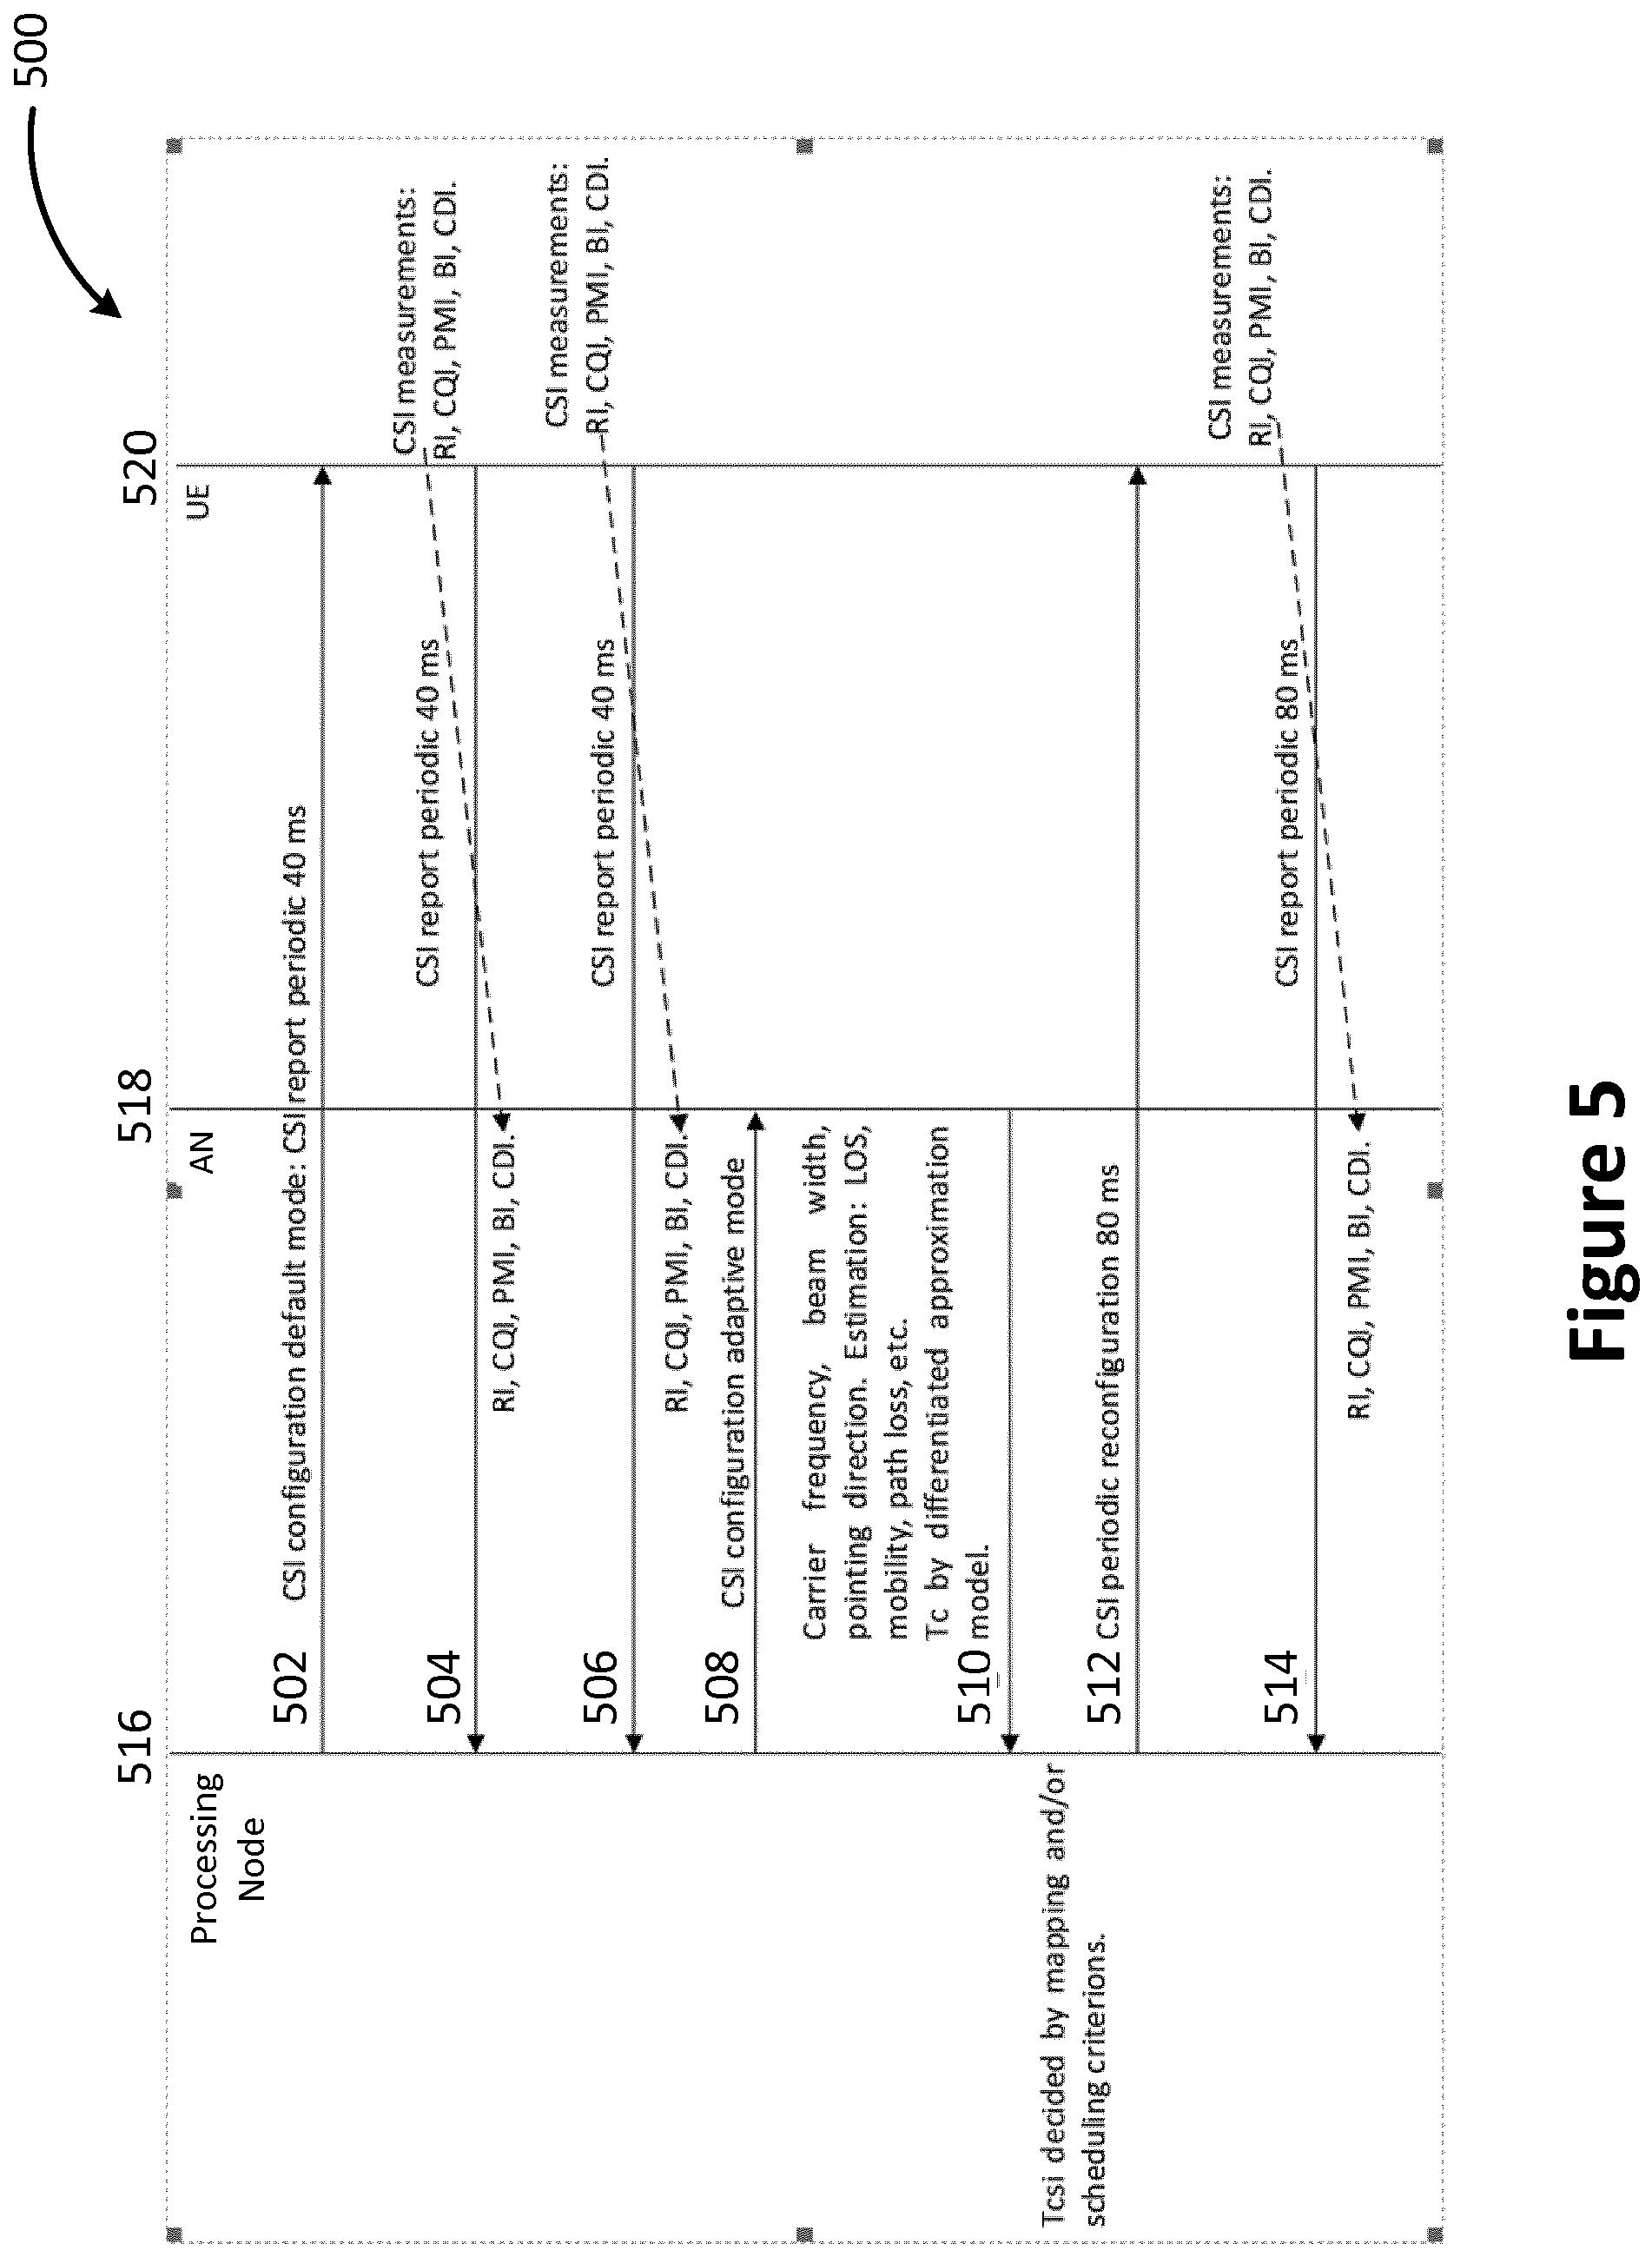 500
516
518
520
Processing
Node
AN
UE
502
CSI configuration default mode: CSI report periodic 40 ms
CSI measurements:
RI, CQI, PMI, BI, CDI.
504
CSI report periodic 40 ms
RI, CQI, PMI, BI, CDI.
CSI measurements:
RI, CQI, PMI, BI, CDI.
506
CSI report periodic 40 ms
RI, CQI, PMI, BI, CDI.
508
CSI configuration adaptive mode
Carrier frequency, beam width,
pointing direction. Estimation: LOS,
mobility, path loss, etc.
Tc by differentiated approximation
model.
510
Tcsi decided by mapping and/or
scheduling criterions.
512
CSI periodic reconfiguration 80 ms
CSI measurements:
RI, CQI, PMI, BI, CDI.
514
CSI report periodic 80 ms
RI, CQI, PMI, BI, CDI.
Figure 5